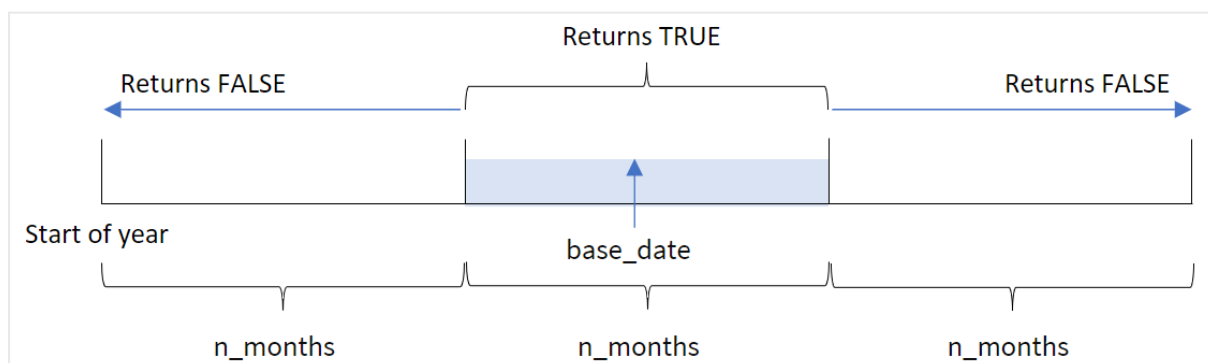 Returns TRUE
Returns FALSE
Returns FALSE
Start of year
base_date
n_months
n_months
n_months